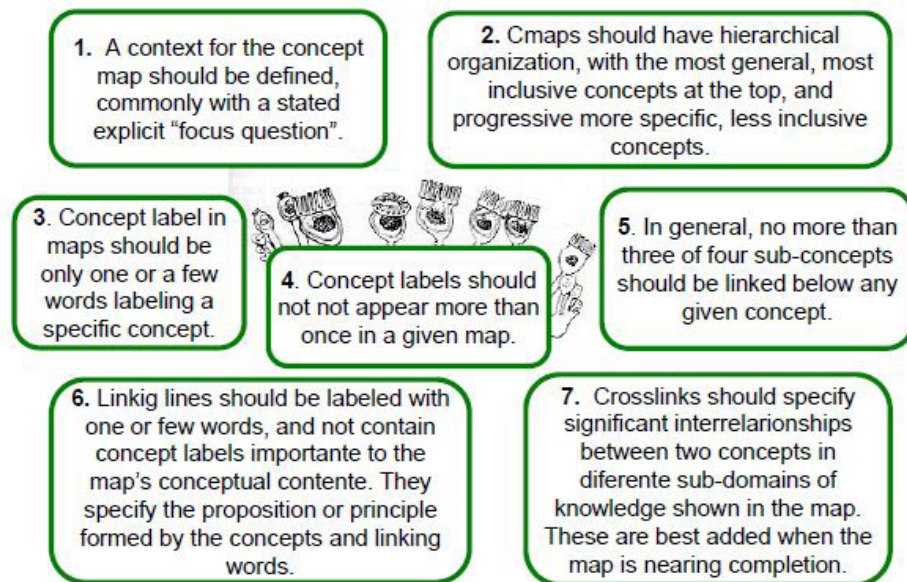 1. A context for the concept
map should be defined,
commonly with a stated
explicit “focus question”.
2. Cmaps should have hierarchical
organization, with the most general, most
inclusive concepts at the top, and
progressive more specific, less inclusive
concepts.
3. Concept label in
maps should be
only one or a few
words labeling a
specific concept.
4. Concept labels should
not not appear more than
once in a given map.
5. In general, no more than
three of four sub-concepts
should be linked below any
given concept.
6. Linkig lines should be labeled with
one or few words, and not contain
concept labels importante to the
map’s conceptual contente. They
specify the proposition or principle
formed by the concepts and linking
words.
7. Crosslinks should specify
significant interrelarionships
between two concepts in
diferente sub-domains of
knowledge shown in the map.
These are best added when the
map is nearing completion.